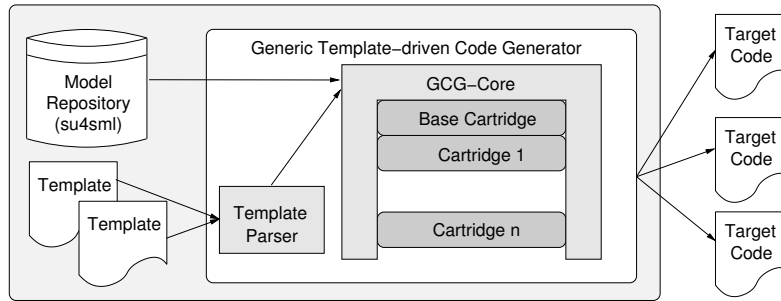 Generic Template-driven Code Generator
Model
Repository
(su4sml)
GCG-Core
Base Cartridge
Cartridge 1
Cartridge n
Template
Template
Template
Parser
Target
Code
Target
Code
Target
Code